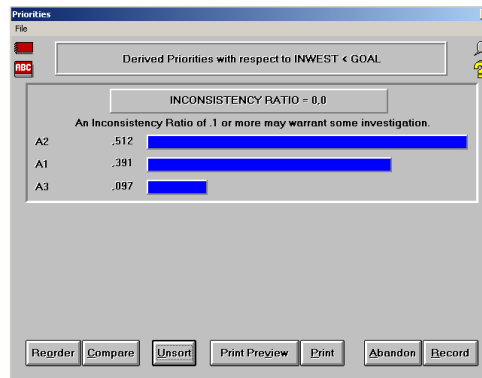 Priorities
File
ABC
Derived Priorities with respect to INWEST < GOAL
INCONSISTENCY RATIO = 0,0
An Inconsistency Ratio of .1 or more may warrant some investigation.
A2 ,512
A1 ,391
A3 ,097
Reorder Compare Unsort Print Preview Print Abandon Record